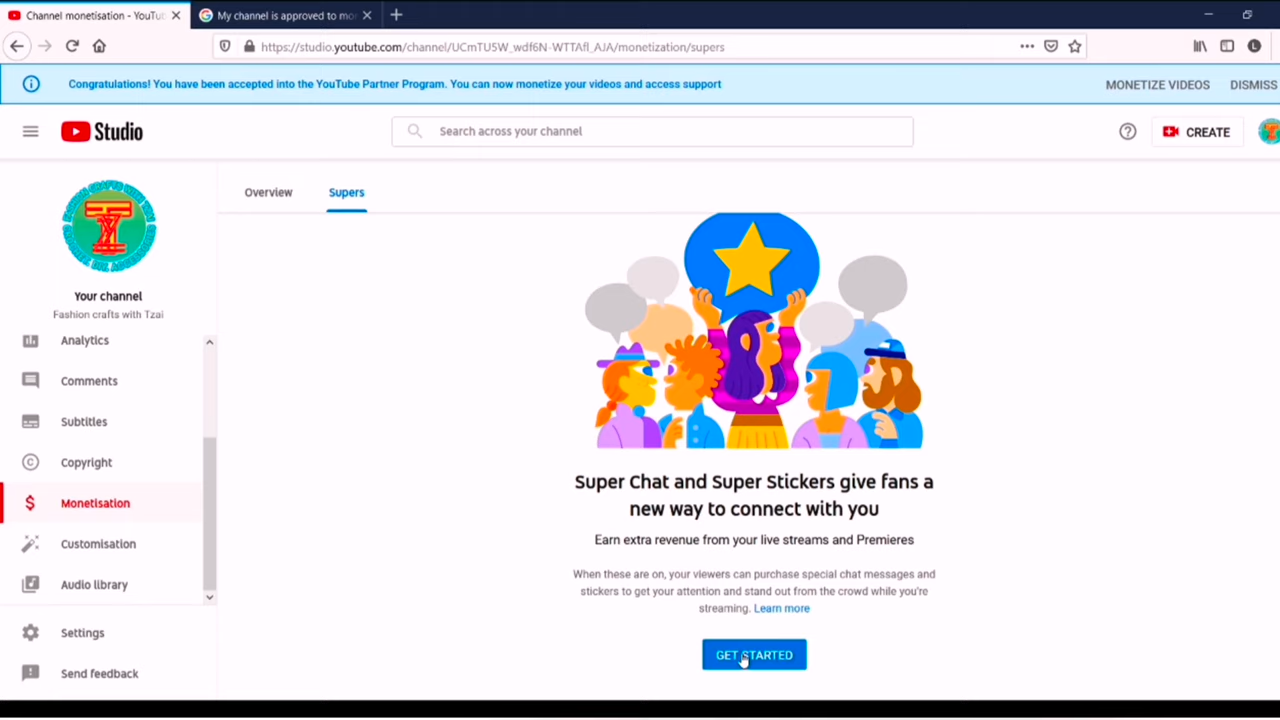 Channel monetisation - YouTu
My channel is approved to mo
https://studio.youtube.com/channel/UCmTU5W_wdf6N-WTTAfl_AJA/monetization/supers
Congratulations! You have been accepted into the YouTube Partner Program. You can now monetize your videos and access support
MONETIZE VIDEOS
DISMISS
Studio
Search across your channel
CREATE
Overview
Supers
Your channel
Fashion crafts with Tzai
Analytics
Comments
Subtitles
Copyright
Monetisation
Customisation
Audio library
Settings
Send feedback
Super Chat and Super Stickers give fans a
new way to connect with you
Earn extra revenue from your live streams and Premieres
When these are on, your viewers can purchase special chat messages and
stickers to get your attention and stand out from the crowd while you're
streaming. Learn more
GET STARTED